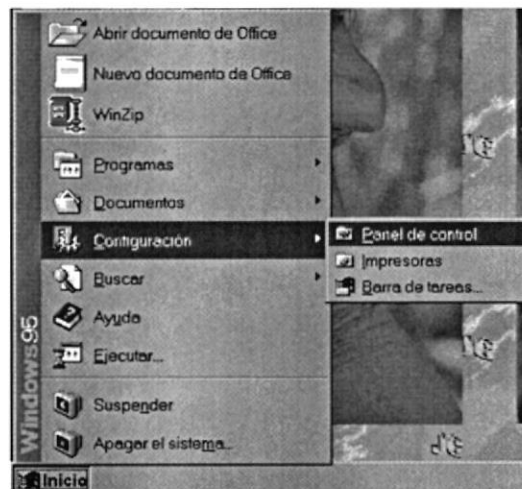 Abrir documento de Office
Nuevo documento de Office
WinZip
Programas
Documentos
Configuración
Panel de control
Impresoras
Barra de tareas...
Buscar
Ayuda
Ejecutar...
Suspender
Apagar el sistema...
Windows95
Inicio